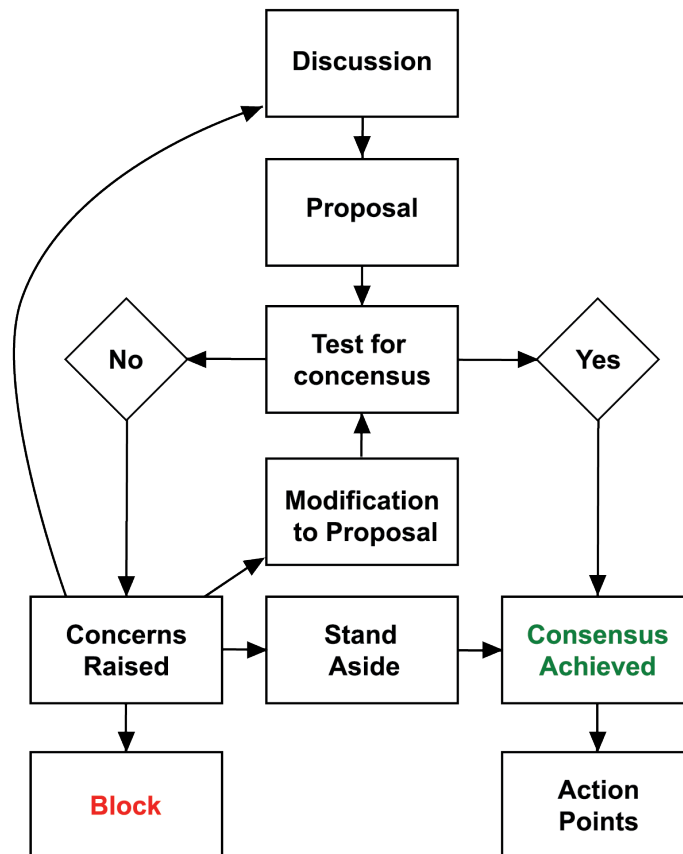 Discussion
Proposal
No
Test for
concensus
Yes
Modification
to Proposal
Concerns
Raised
Stand
Aside
Consensus
Achieved
Block
Action
Points